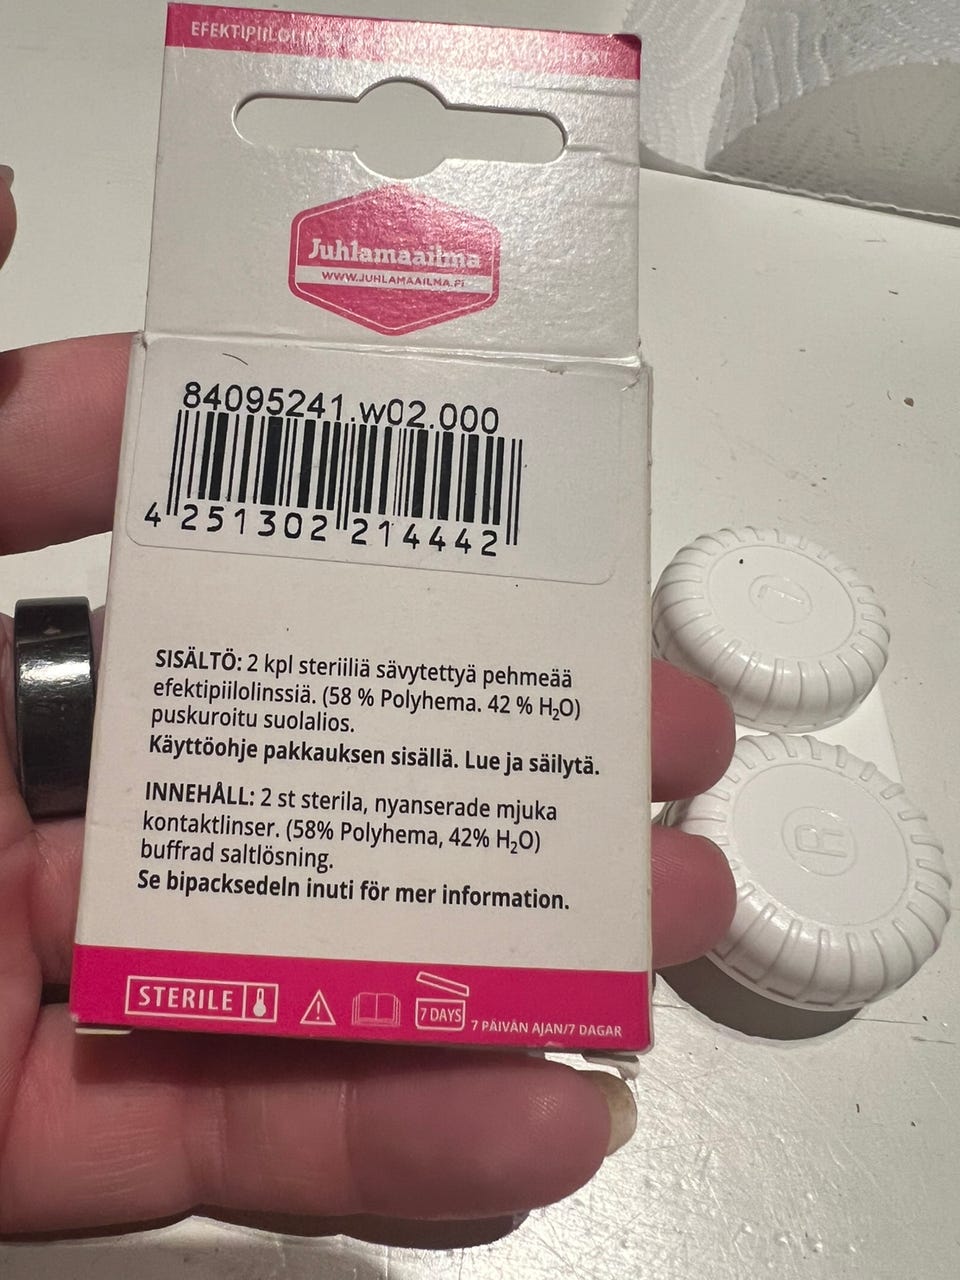 EFEKTIPIILOLIN
Juhlamaailma
WWW.JUHLAMAAILMA.FI
84095241.w02.000
4 251302 214442
SISÄLTÖ: 2 kpl steriiliä sävytettyä pehmeää
efektipiilolinssiä. (58 % Polyhema. 42 % H₂O)
puskuroitu suolalios.
Käyttöohje pakkauksen sisällä. Lue ja säilytä.
INNEHÅLL: 2 st sterila, nyanserade mjuka
kontaktlinser. (58% Polyhema, 42% H₂O)
buffrad saltlösning.
Se bipacksedeln inuti för mer information.
STERILE
7 DAYS
7 PÄIVÄN AJAN/7 DAGAR
L
R